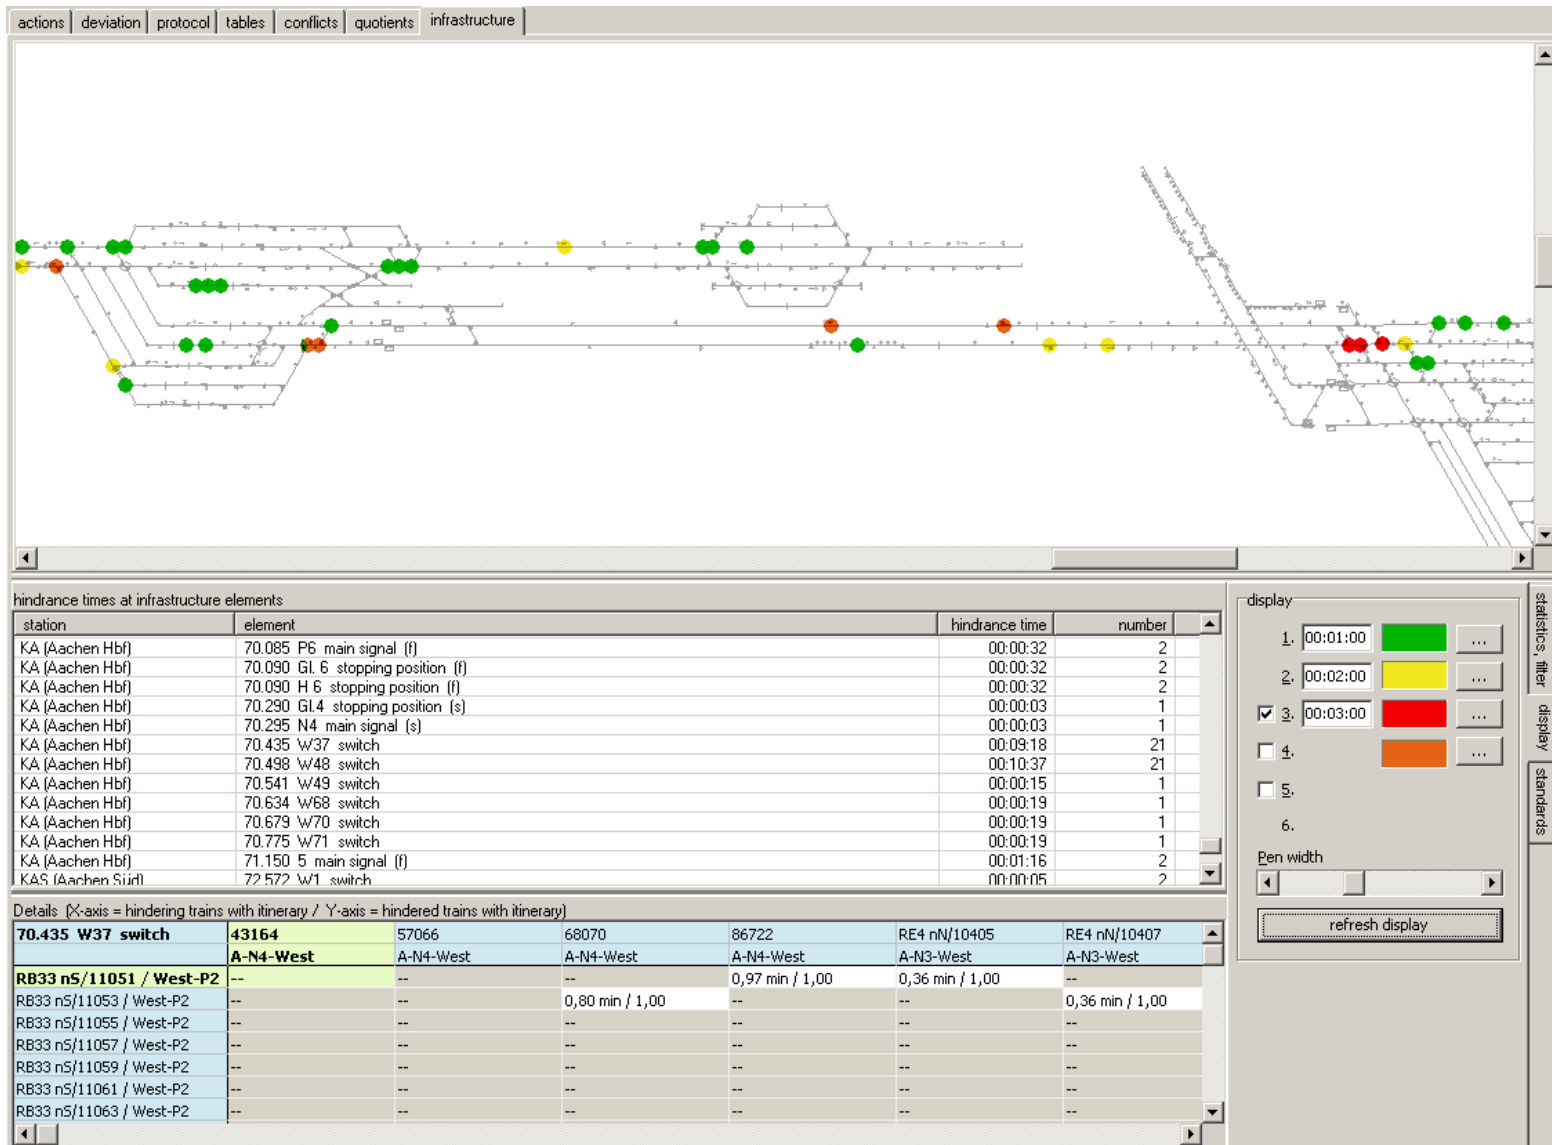 actions deviation protocol tables conflicts quotients infrastructure
hindrance times at infrastructure elements
station element hindrance time number
KA (Aachen Hbf) 70.085 P6 main signal (f) 00:00:32 2
KA (Aachen Hbf) 70.090 Gl. 6 stopping position (f) 00:00:32 2
KA (Aachen Hbf) 70.090 H 6 stopping position (f) 00:00:32 2
KA (Aachen Hbf) 70.290 Gl.4 stopping position (s) 00:00:03 1
KA (Aachen Hbf) 70.295 N4 main signal (s) 00:00:03 1
KA (Aachen Hbf) 70.435 W37 switch 00:09:18 21
KA (Aachen Hbf) 70.498 W48 switch 00:10:37 21
KA (Aachen Hbf) 70.541 W49 switch 00:00:15 1
KA (Aachen Hbf) 70.634 W68 switch 00:00:19 1
KA (Aachen Hbf) 70.679 W70 switch 00:00:19 1
KA (Aachen Hbf) 70.775 W71 switch 00:00:19 1
KA (Aachen Hbf) 71.150 5 main signal (f) 00:01:16 2
KAS (Aachen Süd) 72.572 W1 switch 00:00:05 2
display
1. 00:01:00 ...
2. 00:02:00 ...
3. 00:03:00 ...
4. ...
5.
6.
Pen width
refresh display
statistics, filter
display
standards
Details (X-axis = hindering trains with itinerary / Y-axis = hindered trains with itinerary)
70.435 W37 switch 43164 57066 68070 86722 RE4 nN/10405 RE4 nN/10407
A-N4-West A-N4-West A-N4-West A-N4-West A-N3-West A-N3-West
RB33 nS/11051 / West-P2 -- -- -- 0,97 min / 1,00 0,36 min / 1,00 --
RB33 nS/11053 / West-P2 -- -- 0,80 min / 1,00 -- -- 0,36 min / 1,00
RB33 nS/11055 / West-P2 -- -- -- -- -- --
RB33 nS/11057 / West-P2 -- -- -- -- -- --
RB33 nS/11059 / West-P2 -- -- -- -- -- --
RB33 nS/11061 / West-P2 -- -- -- -- -- --
RB33 nS/11063 / West-P2 -- -- -- -- -- --